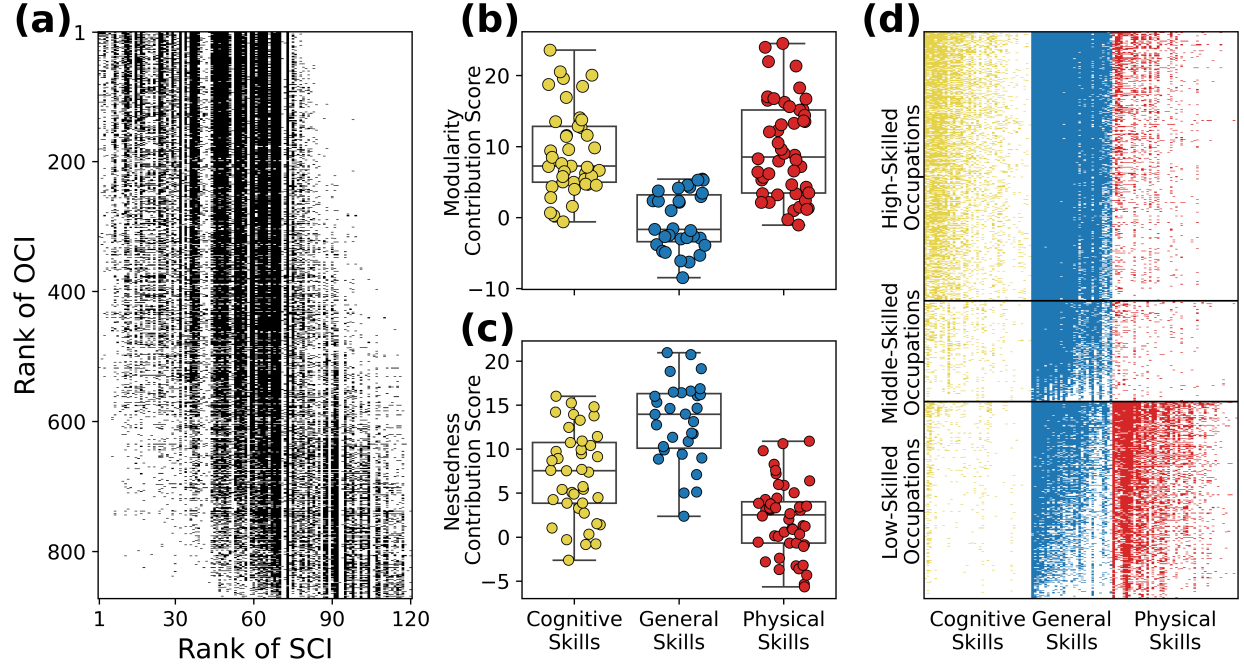 (a)
1
200
400
600
800
Rank of OCI
1
30
60
90
120
Rank of SCI
(b)
20
10
0
−10
Modularity
Contribution Score
(c)
20
15
10
5
0
−5
Nestedness
Contribution Score
Cognitive
Skills
General
Skills
Physical
Skills
(d)
High-Skilled
Occupations
Middle-Skilled
Occupations
Low-Skilled
Occupations
Cognitive
Skills
General
Skills
Physical
Skills